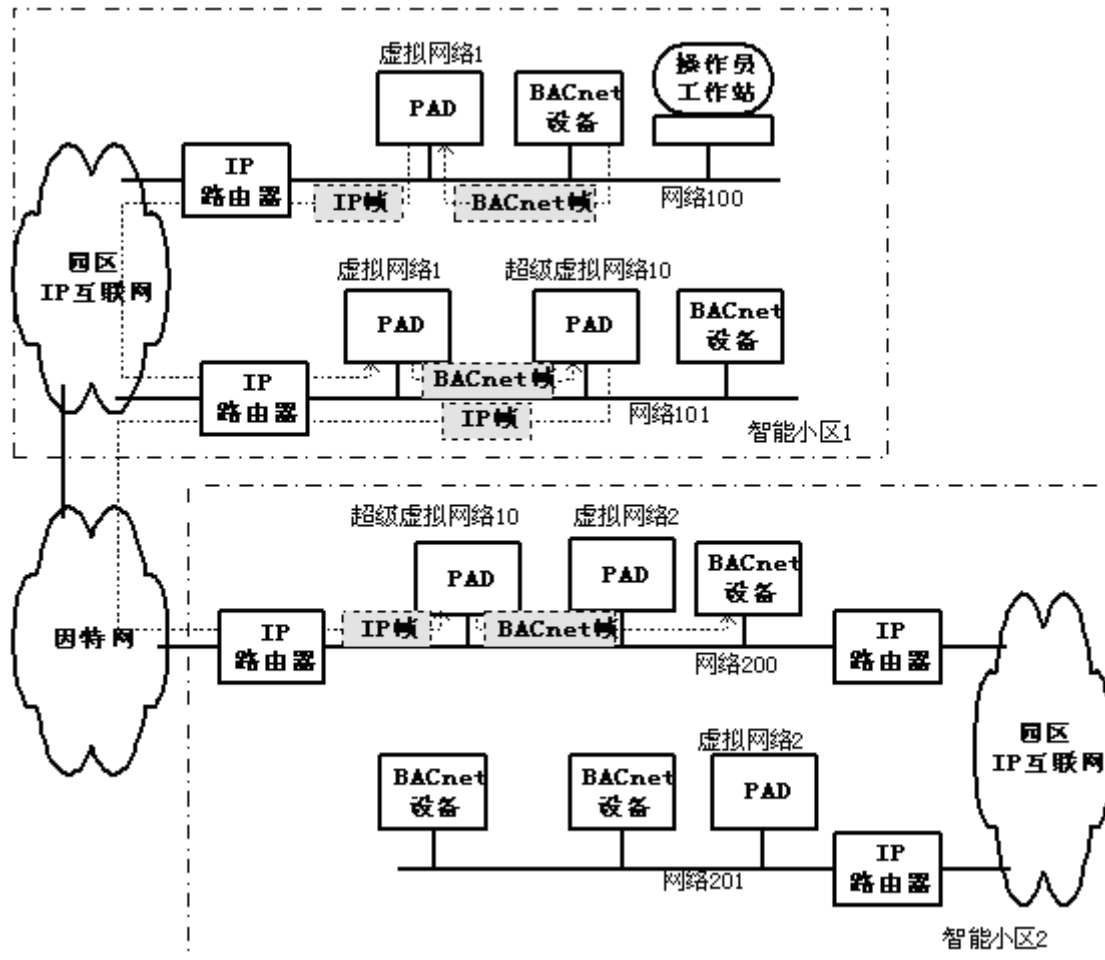 虚拟网络1
PAD
BACnet
设备
操作员
工作站
IP
路由器
IP帧
BACnet帧
网络100
园区
IP互联网
虚拟网络1
超级虚拟网络10
PAD
PAD
BACnet
设备
IP
路由器
BACnet帧
IP帧
网络101
智能小区1
超级虚拟网络10
虚拟网络2
PAD
PAD
BACnet
设备
因特网
IP
路由器
IP帧
BACnet帧
网络200
IP
路由器
园区
IP互联网
虚拟网络2
BACnet
设备
BACnet
设备
PAD
网络201
IP
路由器
智能小区2